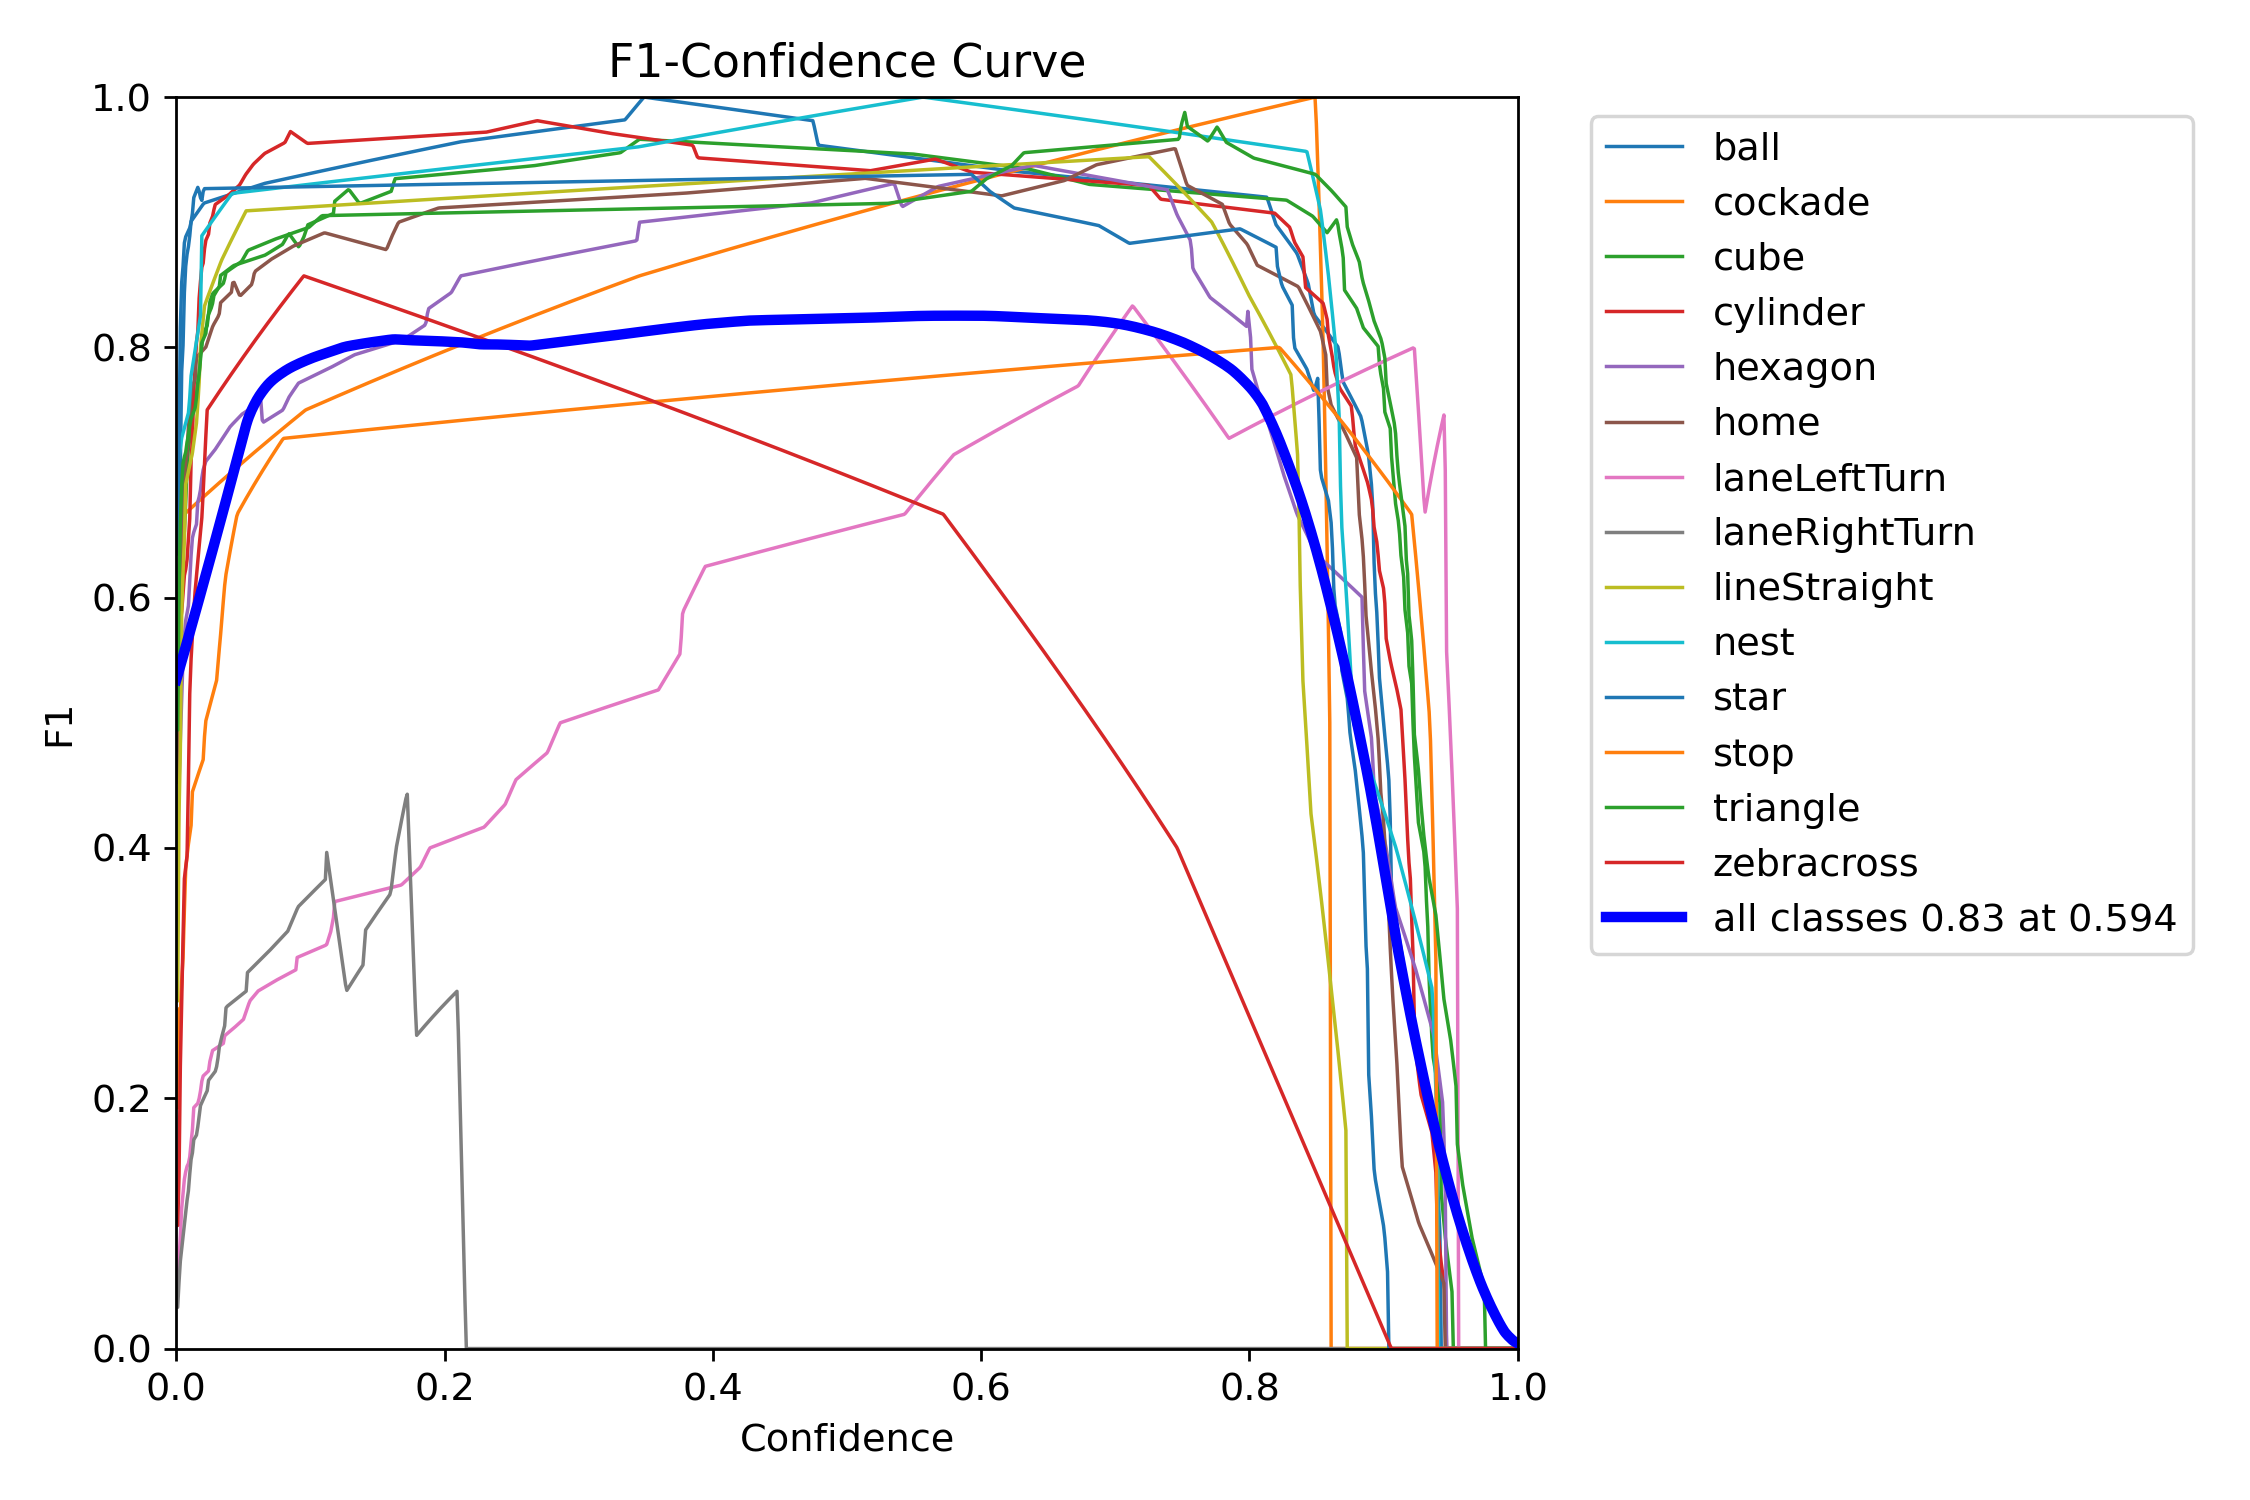 F1-Confidence Curve
1.0
0.8
0.6
0.4
0.2
0.0
F1
0.0 0.2 0.4 0.6 0.8 1.0
Confidence
ball
cockade
cube
cylinder
hexagon
home
laneLeftTurn
laneRightTurn
lineStraight
nest
star
stop
triangle
zebracross
all classes 0.83 at 0.594